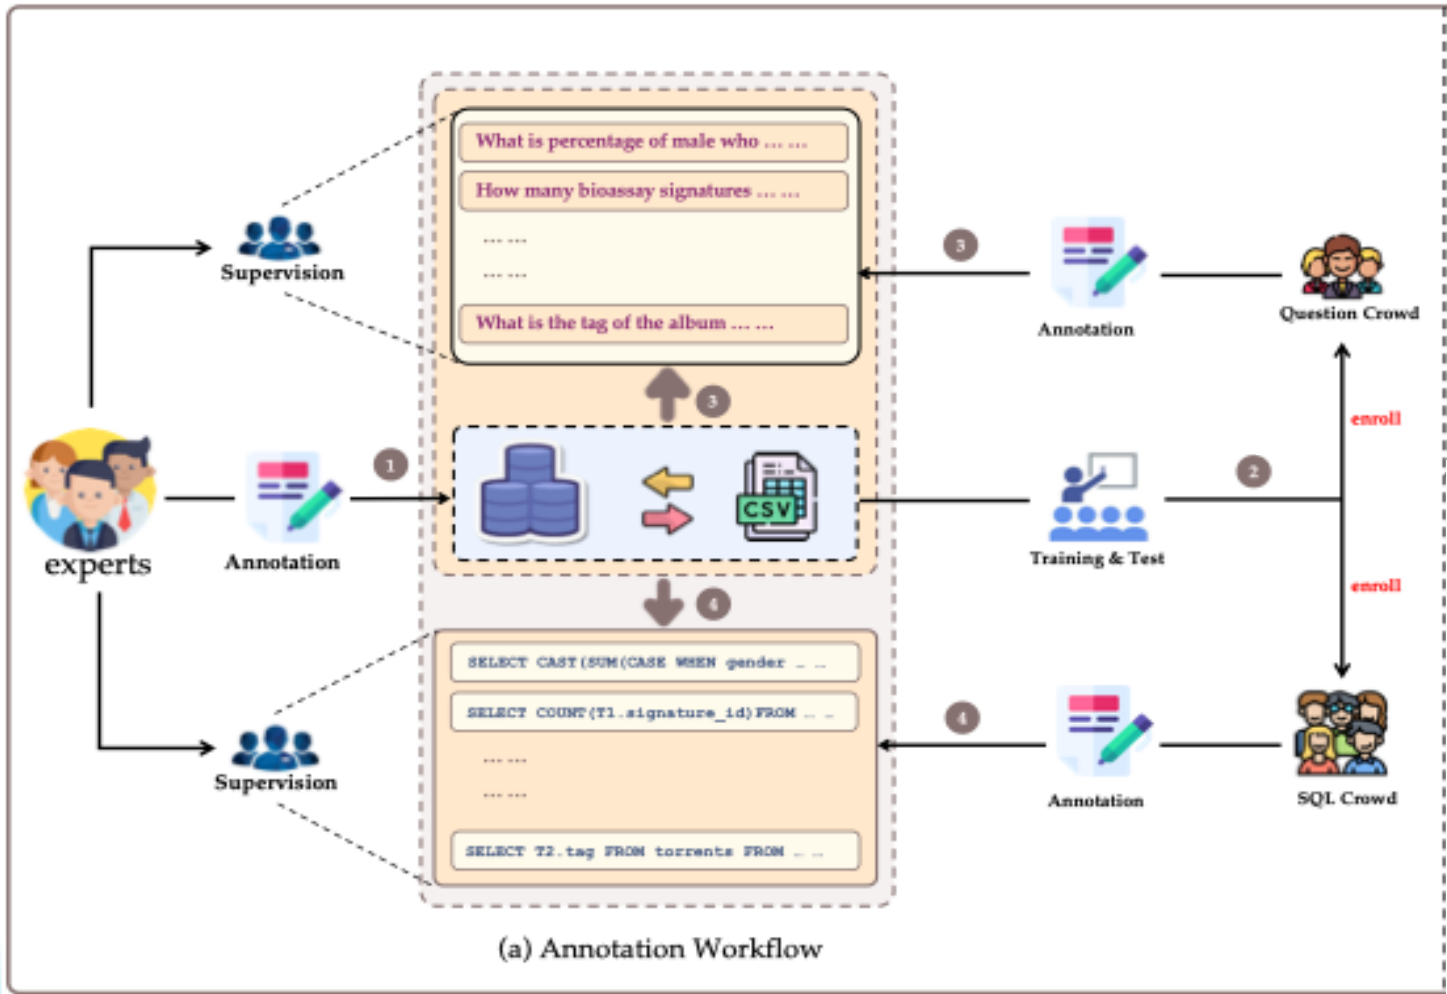 What is percentage of male who ... ...
How many bioassay signatures ... ...
... ...
... ...
What is the tag of the album ... ...
Supervision
3
Annotation
Question Crowd
3
enroll
1
CSV
2
experts
Annotation
Training & Test
enroll
4
SELECT CAST(SUM(CASE WHEN gender … …
SELECT COUNT(T1.signature_id)FROM … …
... ...
... ...
SELECT T2.tag FROM torrents FROM … …
Supervision
4
Annotation
SQL Crowd
(a) Annotation Workflow